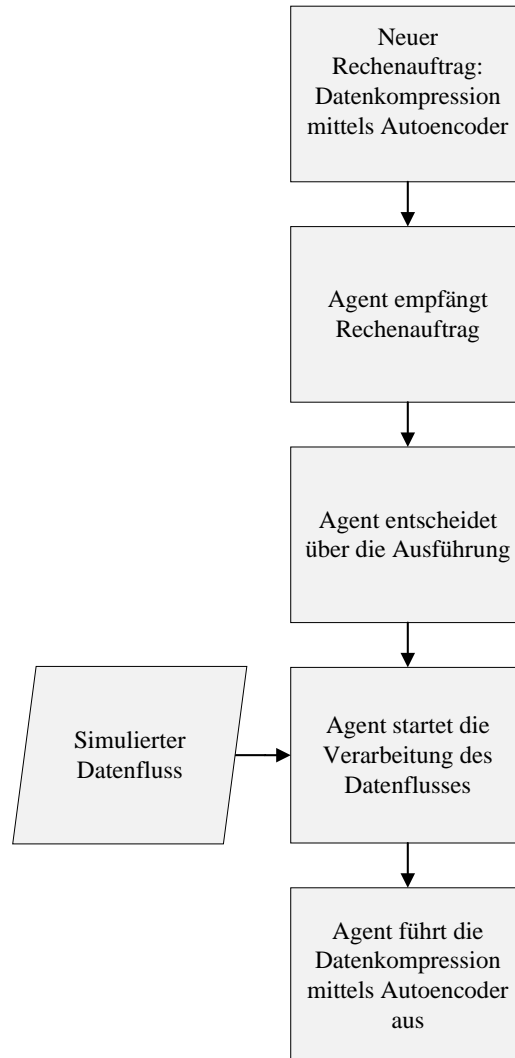 Neuer
Rechenauftrag:
Datenkompression
mittels Autoencoder
Agent empfängt
Rechenauftrag
Agent entscheidet
über die Ausführung
Simulierter
Datenfluss
Agent startet die
Verarbeitung des
Datenflusses
Agent führt die
Datenkompression
mittels Autoencoder
aus